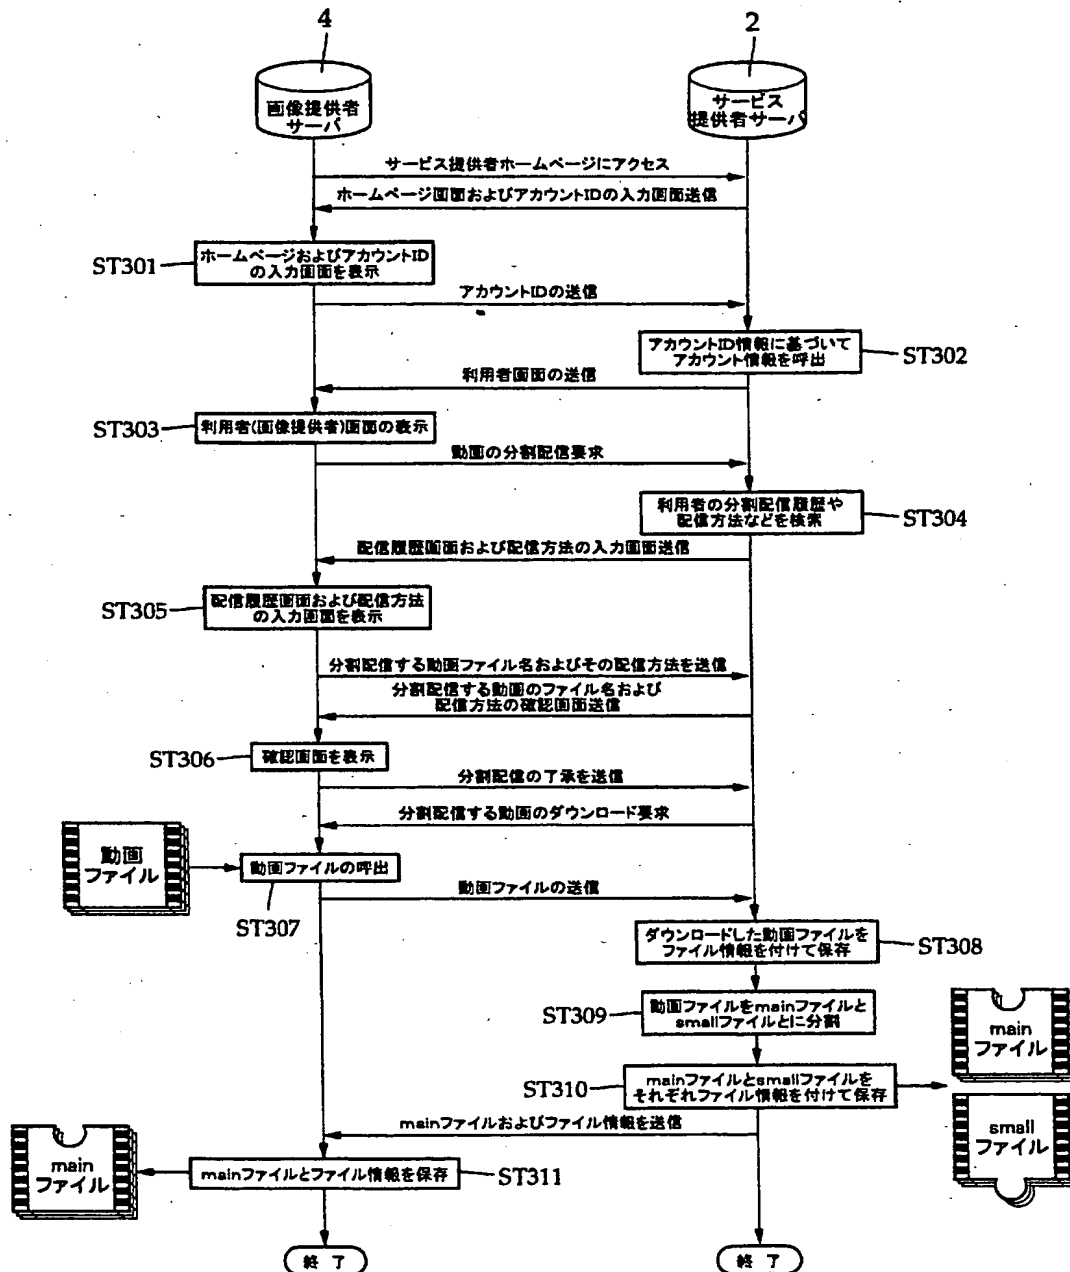 4
2
画像提供者
サーバ
サービス
提供者サーバ
サービス提供者ホームページにアクセス
ホームページ画面およびアカウントIDの入力画面送信
ST301
ホームページおよびアカウントID
の入力画面を表示
アカウントIDの送信
アカウントID情報に基づいて
アカウント情報を呼出
ST302
利用者画面の送信
ST303
利用者(画像提供者)画面の表示
動画の分割配信要求
利用者の分割配信履歴や
配信方法などを検索
ST304
配信履歴画面および配信方法の入力画面送信
ST305
配信履歴画面および配信方法
の入力画面を表示
分割配信する動画ファイル名およびその配信方法を送信
分割配信する動画のファイル名および
配信方法の確認画面送信
ST306
確認画面を表示
分割配信の了承を送信
分割配信する動画のダウンロード要求
動画
ファイル
動画ファイルの呼出
ST307
動画ファイルの送信
ダウンロードした動画ファイルを
ファイル情報を付けて保存
ST308
ST309
動画ファイルをmainファイルと
smallファイルとに分割
main
ファイル
ST310
mainファイルとsmallファイルを
それぞれファイル情報を付けて保存
small
ファイル
mainファイルおよびファイル情報を送信
main
ファイル
mainファイルとファイル情報を保存
ST311
終了
終了